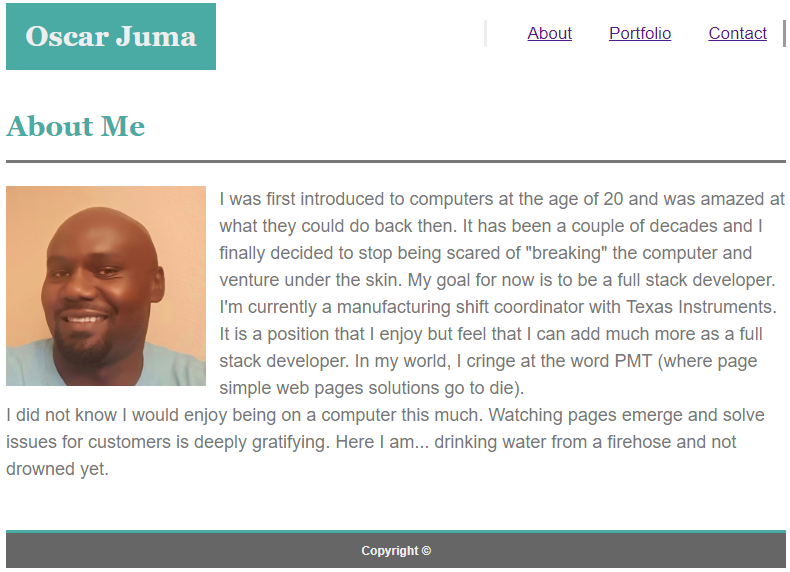 Oscar Juma
About Portfolio Contact
About Me
I was first introduced to computers at the age of 20 and was amazed at
what they could do back then. It has been a couple of decades and I
finally decided to stop being scared of "breaking" the computer and
venture under the skin. My goal for now is to be a full stack developer.
I'm currently a manufacturing shift coordinator with Texas Instruments.
It is a position that I enjoy but feel that I can add much more as a full
stack developer. In my world, I cringe at the word PMT (where page
simple web pages solutions go to die).
I did not know I would enjoy being on a computer this much. Watching pages emerge and solve
issues for customers is deeply gratifying. Here I am... drinking water from a firehose and not
drowned yet.
Copyright ©